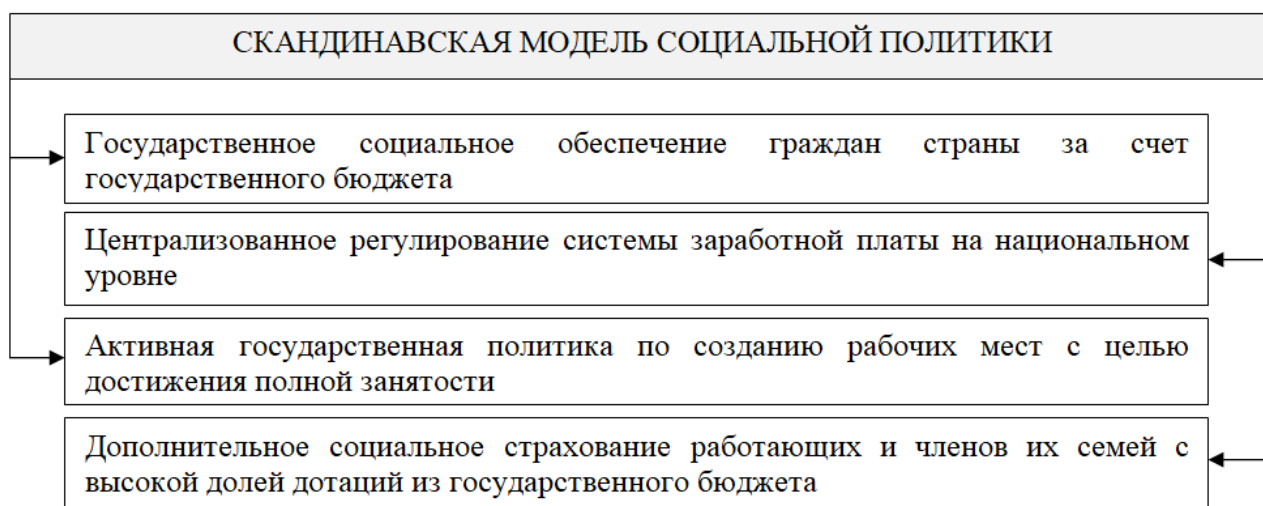 СКАНДИНАВСКАЯ МОДЕЛЬ СОЦИАЛЬНОЙ ПОЛИТИКИ
Государственное социальное обеспечение граждан страны за счет
государственного бюджета
Централизованное регулирование системы заработной платы на национальном
уровне
Активная государственная политика по созданию рабочих мест с целью
достижения полной занятости
Дополнительное социальное страхование работающих и членов их семей с
высокой долей дотаций из государственного бюджета